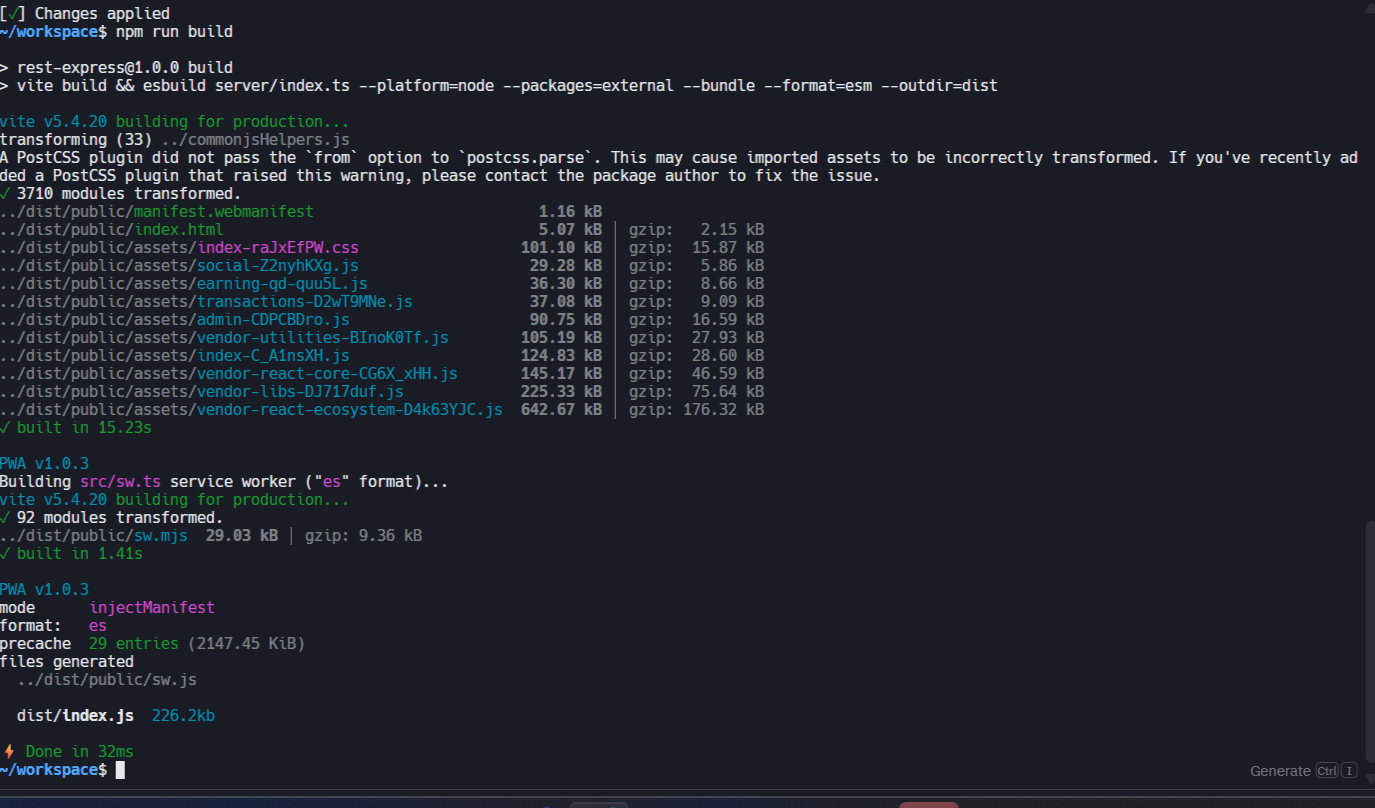 [✓] Changes applied
~/workspace$ npm run build
> rest-express@1.0.0 build
> vite build && esbuild server/index.ts --platform=node --packages=external --bundle --format=esm --outdir=dist
vite v5.4.20 building for production...
transforming (33) ../commonjsHelpers.js
A PostCSS plugin did not pass the `from` option to `postcss.parse`. This may cause imported assets to be incorrectly transformed. If you've recently ad
ded a PostCSS plugin that raised this warning, please contact the package author to fix the issue.
✓ 3710 modules transformed.
../dist/public/manifest.webmanifest 1.16 kB
../dist/public/index.html 5.07 kB │ gzip: 2.15 kB
../dist/public/assets/index-raJxEfPW.css 101.10 kB │ gzip: 15.87 kB
../dist/public/assets/social-Z2nyhKXg.js 29.28 kB │ gzip: 5.86 kB
../dist/public/assets/earning-qd-quu5L.js 36.30 kB │ gzip: 8.66 kB
../dist/public/assets/transactions-D2wT9MNe.js 37.08 kB │ gzip: 9.09 kB
../dist/public/assets/admin-CDPCBDro.js 90.75 kB │ gzip: 16.59 kB
../dist/public/assets/vendor-utilities-BInoK0Tf.js 105.19 kB │ gzip: 27.93 kB
../dist/public/assets/index-C_A1nsXH.js 124.83 kB │ gzip: 28.60 kB
../dist/public/assets/vendor-react-core-CG6X_xHH.js 145.17 kB │ gzip: 46.59 kB
../dist/public/assets/vendor-libs-DJ717duf.js 225.33 kB │ gzip: 75.64 kB
../dist/public/assets/vendor-react-ecosystem-D4k63YJC.js 642.67 kB │ gzip: 176.32 kB
✓ built in 15.23s
PWA v1.0.3
Building src/sw.ts service worker ("es" format)...
vite v5.4.20 building for production...
✓ 92 modules transformed.
../dist/public/sw.mjs 29.03 kB │ gzip: 9.36 kB
✓ built in 1.41s
PWA v1.0.3
mode injectManifest
format: es
precache 29 entries (2147.45 KiB)
files generated
../dist/public/sw.js
dist/index.js 226.2kb
⚡ Done in 32ms
~/workspace$
Generate Ctrl I